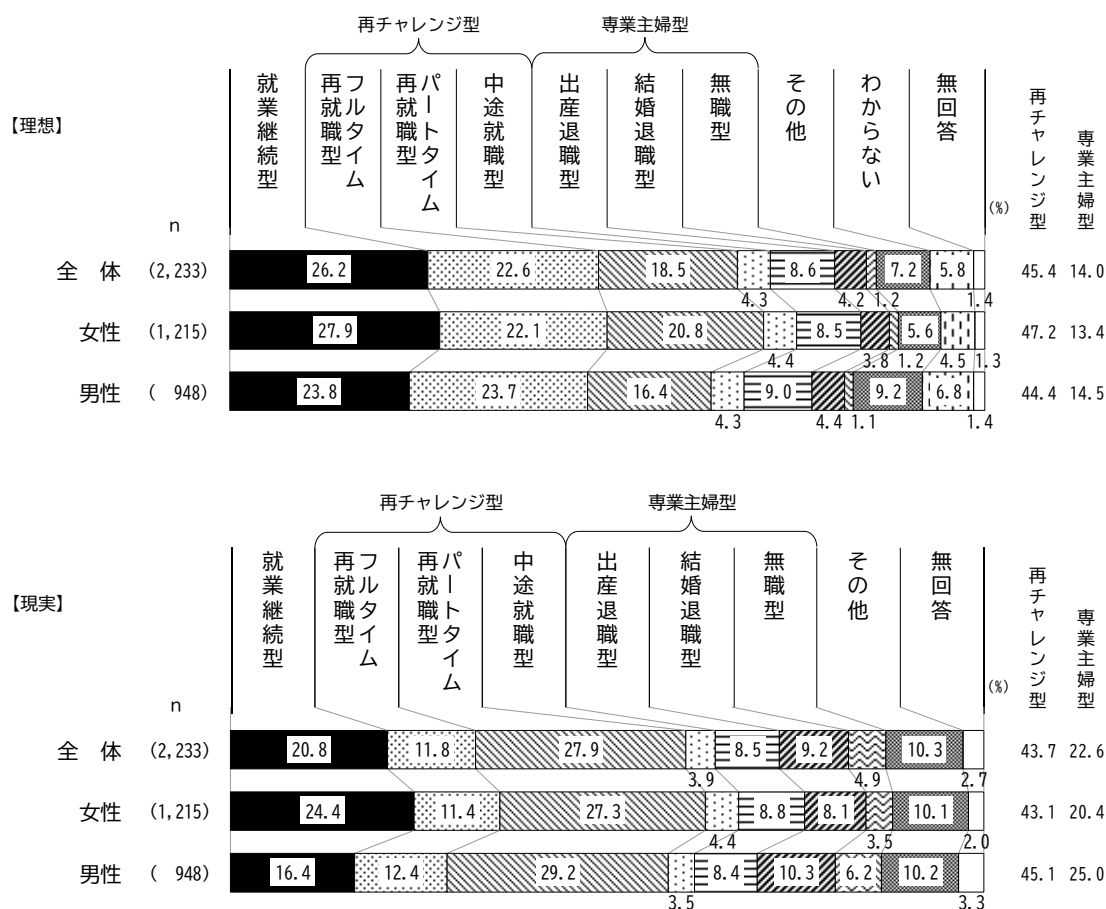 再チャレンジ型 専業主婦型
【理想】
就業継続型
フルタイム再就職型
パートタイム再就職型
中途就職型
出産退職型
結婚退職型
無職型
その他
わからない
無回答
(%)
再チャレンジ型
専業主婦型
n
全 体 (2,233) 26.2 22.6 18.5 4.3 8.6 4.2 1.2 7.2 5.8 1.4 45.4 14.0
女性 (1,215) 27.9 22.1 20.8 4.4 8.5 3.8 1.2 5.6 4.5 1.3 47.2 13.4
男性 ( 948) 23.8 23.7 16.4 4.3 9.0 4.4 1.1 9.2 6.8 1.4 44.4 14.5
再チャレンジ型 専業主婦型
【現実】
就業継続型
フルタイム再就職型
パートタイム再就職型
中途就職型
出産退職型
結婚退職型
無職型
その他
無回答
(%)
再チャレンジ型
専業主婦型
n
全 体 (2,233) 20.8 11.8 27.9 3.9 8.5 9.2 4.9 10.3 2.7 43.7 22.6
女性 (1,215) 24.4 11.4 27.3 4.4 8.8 8.1 3.5 10.1 2.0 43.1 20.4
男性 ( 948) 16.4 12.4 29.2 3.5 8.4 10.3 6.2 10.2 3.3 45.1 25.0